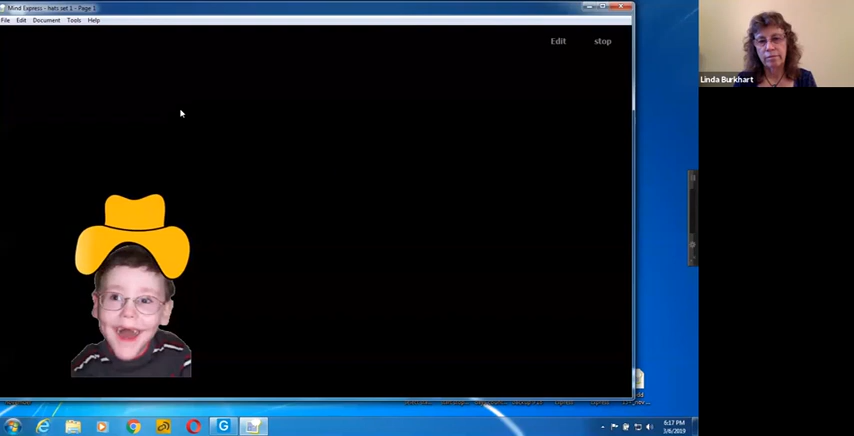 Mind Express - hats set 1 - Page 1
File Edit Document Tools Help
Edit stop
Linda Burkhart
6:17 PM
3/6/2019